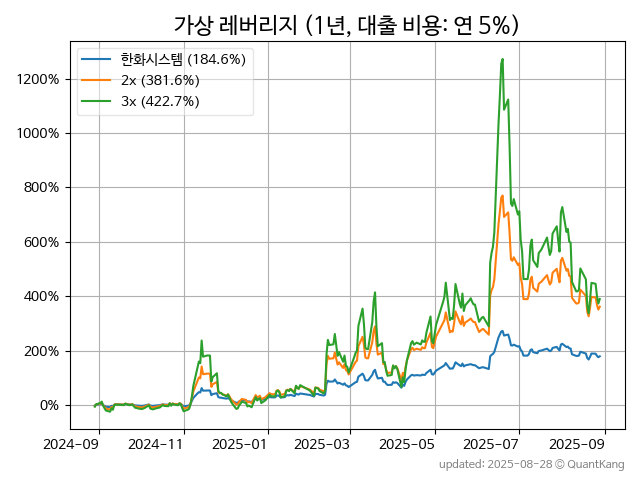 가상 레버리지 (1년, 대출 비용: 연 5%)
한화시스템 (184.6%)
2x (381.6%)
3x (422.7%)
1200%
1000%
800%
600%
400%
200%
0%
2024-09 2024-11 2025-01 2025-03 2025-05 2025-07 2025-09
updated: 2025-08-28 © QuantKang